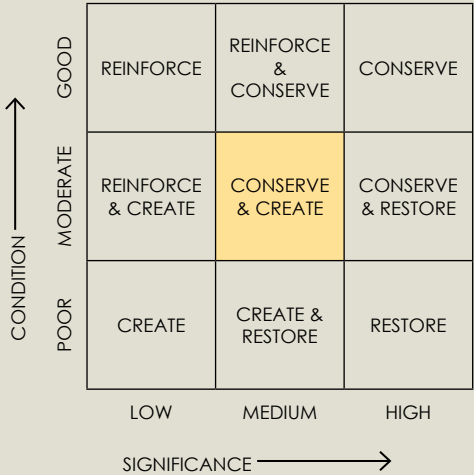 GOOD
REINFORCE
REINFORCE
&
CONSERVE
CONSERVE
MODERATE
REINFORCE
& CREATE
CONSERVE
& CREATE
CONSERVE
& RESTORE
CONDITION
POOR
CREATE
CREATE &
RESTORE
RESTORE
LOW
MEDIUM
HIGH
SIGNIFICANCE